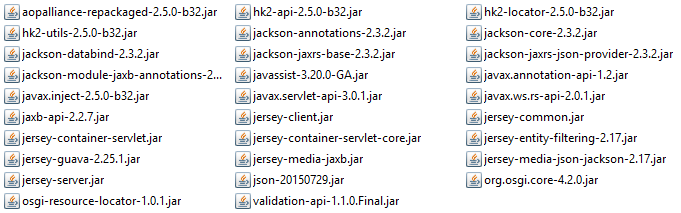 aopalliance-repackaged-2.5.0-b32.jar hk2-api-2.5.0-b32.jar hk2-locator-2.5.0-b32.jar
hk2-utils-2.5.0-b32.jar jackson-annotations-2.3.2.jar jackson-core-2.3.2.jar
jackson-databind-2.3.2.jar jackson-jaxrs-base-2.3.2.jar jackson-jaxrs-json-provider-2.3.2.jar
jackson-module-jaxb-annotations-2... javassist-3.20.0-GA.jar javax.annotation-api-1.2.jar
javax.inject-2.5.0-b32.jar javax.servlet-api-3.0.1.jar javax.ws.rs-api-2.0.1.jar
jaxb-api-2.2.7.jar jersey-client.jar jersey-common.jar
jersey-container-servlet.jar jersey-container-servlet-core.jar jersey-entity-filtering-2.17.jar
jersey-guava-2.25.1.jar jersey-media-jaxb.jar jersey-media-json-jackson-2.17.jar
jersey-server.jar json-20150729.jar org.osgi.core-4.2.0.jar
osgi-resource-locator-1.0.1.jar validation-api-1.1.0.Final.jar